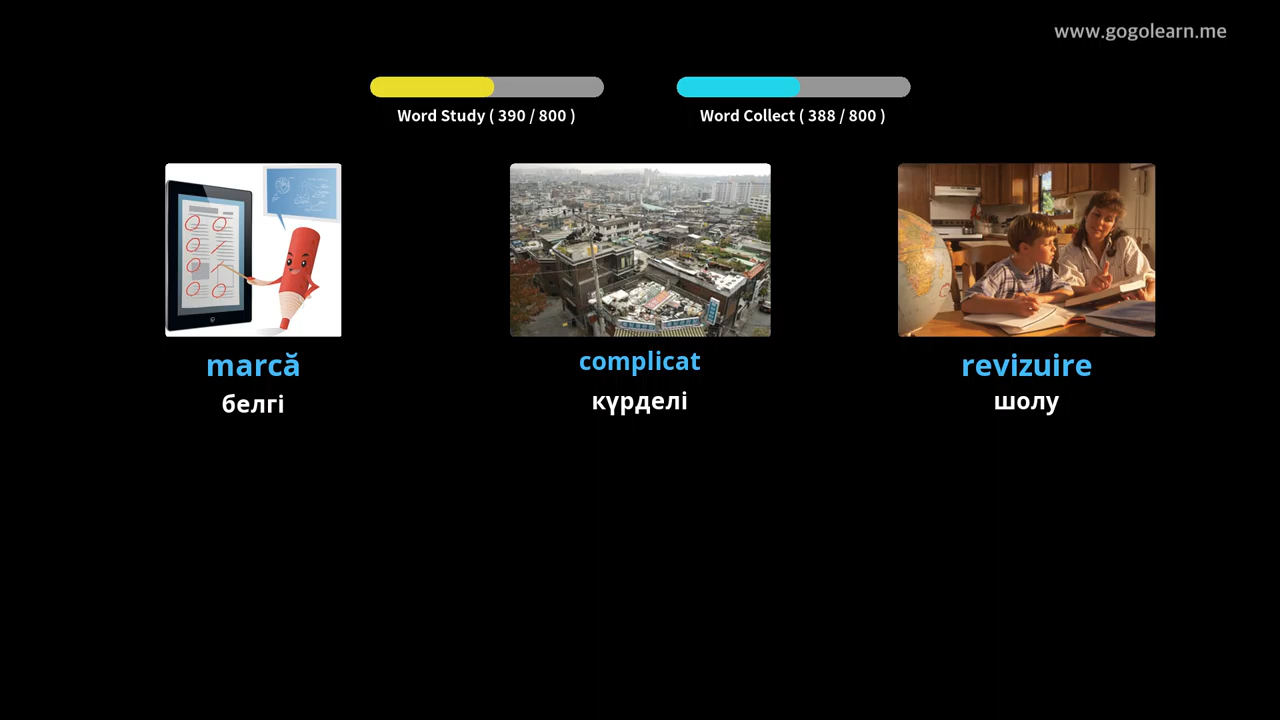 www.gogolearn.me
Word Study ( 390 / 800 )
Word Collect ( 388 / 800 )
marcă
complicat
revizuire
белгі
күрделі
шолу